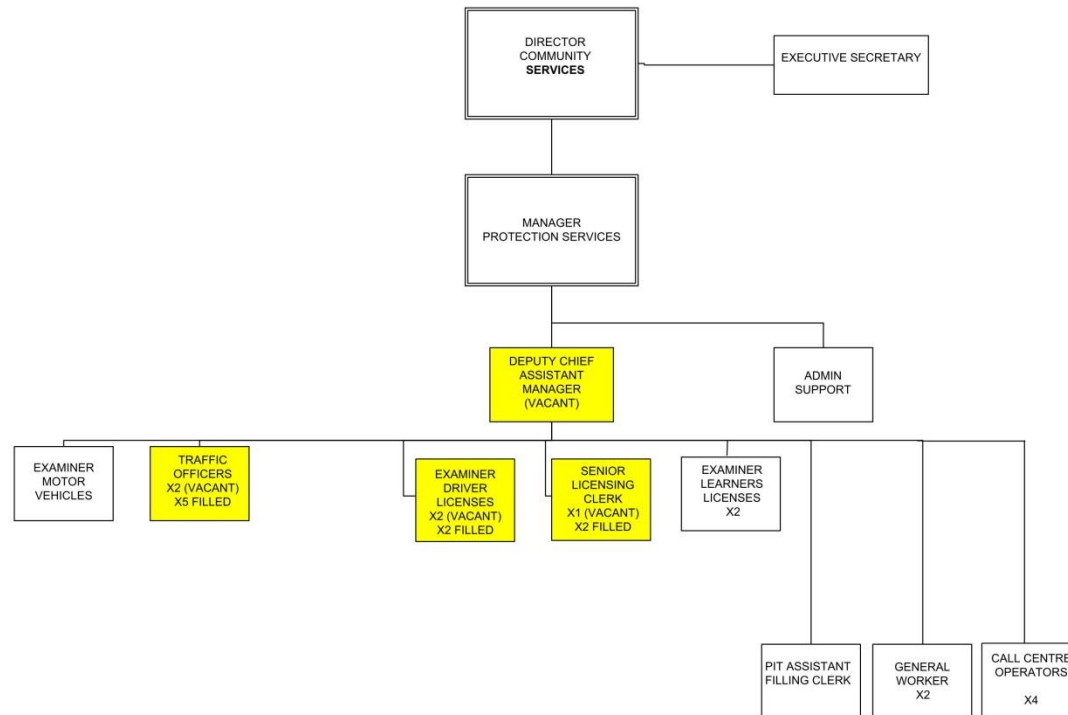 DIRECTOR
COMMUNITY
SERVICES
EXECUTIVE SECRETARY
MANAGER
PROTECTION SERVICES
DEPUTY CHIEF
ASSISTANT
MANAGER
(VACANT)
ADMIN
SUPPORT
EXAMINER
MOTOR
VEHICLES
TRAFFIC
OFFICERS
X2 (VACANT)
X5 FILLED
EXAMINER
DRIVER
LICENSES
X2 (VACANT)
X2 FILLED
SENIOR
LICENSING
CLERK
X1 (VACANT)
X2 FILLED
EXAMINER
LEARNERS
LICENSES
X2
PIT ASSISTANT
FILLING CLERK
GENERAL
WORKER
X2
CALL CENTRE
OPERATORS
X4